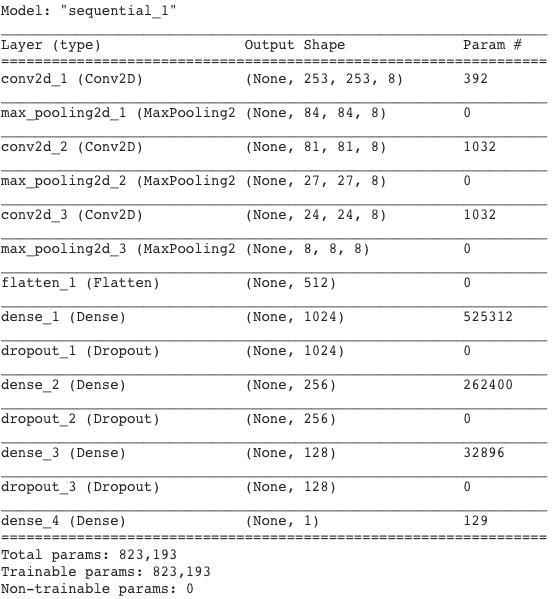 Model: "sequential_1"
Layer (type) Output Shape Param #
conv2d_1 (Conv2D) (None, 253, 253, 8) 392
max_pooling2d_1 (MaxPooling2 (None, 84, 84, 8) 0
conv2d_2 (Conv2D) (None, 81, 81, 8) 1032
max_pooling2d_2 (MaxPooling2 (None, 27, 27, 8) 0
conv2d_3 (Conv2D) (None, 24, 24, 8) 1032
max_pooling2d_3 (MaxPooling2 (None, 8, 8, 8) 0
flatten_1 (Flatten) (None, 512) 0
dense_1 (Dense) (None, 1024) 525312
dropout_1 (Dropout) (None, 1024) 0
dense_2 (Dense) (None, 256) 262400
dropout_2 (Dropout) (None, 256) 0
dense_3 (Dense) (None, 128) 32896
dropout_3 (Dropout) (None, 128) 0
dense_4 (Dense) (None, 1) 129
Total params: 823,193
Trainable params: 823,193
Non-trainable params: 0